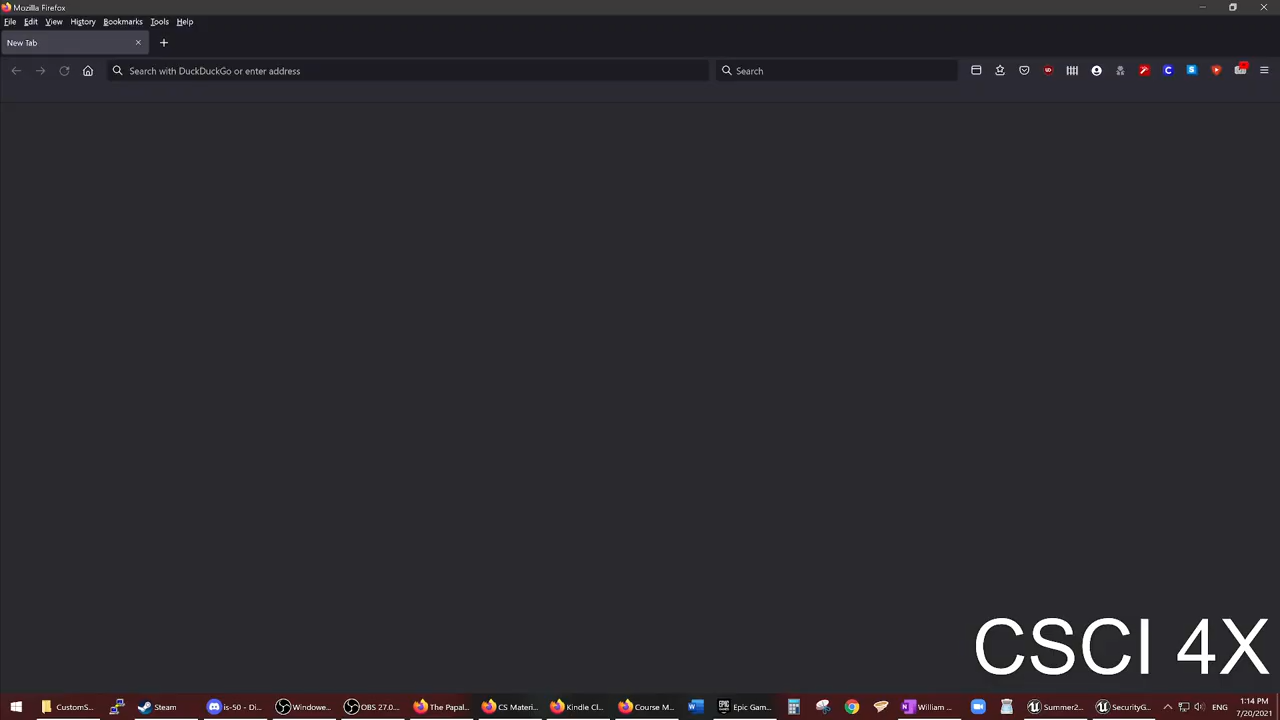 Mozilla Firefox
File Edit View History Bookmarks Tools Help
New Tab
Search with DuckDuckGo or enter address
Search
CSCI 4X
CustomS... Steam is-50 - Di... Windowe... OBS 27.0... The Papal... CS Materi... Kindle Cl... Course M... Epic Gam... William ... Summer2... SecurityG... ENG
1:14 PM
7/20/2021